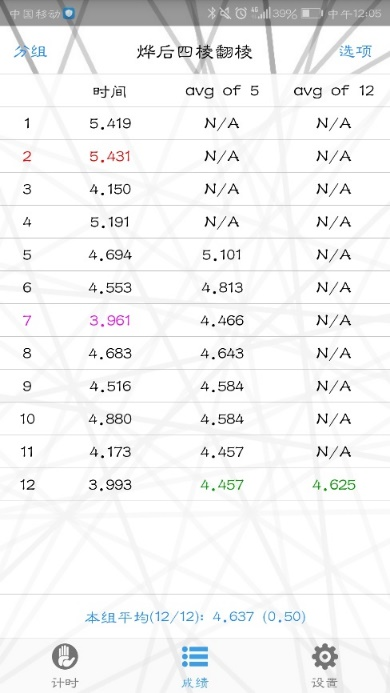 中国移动 4G 39% 中午12:05
分组 烨后四棱翻棱 选项
时间 avg of 5 avg of 12
1 5.419 N/A N/A
2 5.431 N/A N/A
3 4.150 N/A N/A
4 5.191 N/A N/A
5 4.694 5.101 N/A
6 4.553 4.813 N/A
7 3.961 4.466 N/A
8 4.683 4.643 N/A
9 4.516 4.584 N/A
10 4.880 4.584 N/A
11 4.173 4.457 N/A
12 3.993 4.457 4.625
本组平均(12/12): 4.637 (0.50)
计时 成绩 设置